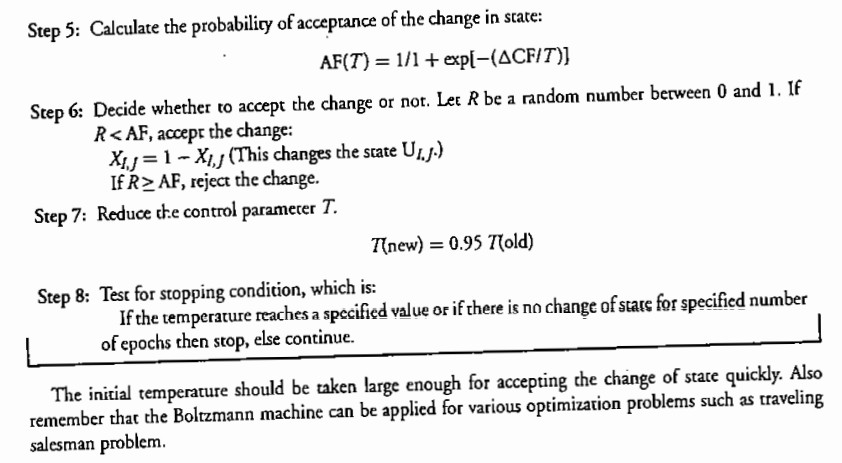 Step 5: Calculate the probability of acceptance of the change in state:
AF(T) = 1/1 + exp[−(ΔCF/T)]
Step 6: Decide whether to accept the change or not. Let R be a random number between 0 and 1. If
R < AF, accept the change:
X_{I,J} = 1 − X_{I,J} (This changes the state U_{I,J}.)
If R ≥ AF, reject the change.
Step 7: Reduce the control parameter T.
T(new) = 0.95 T(old)
Step 8: Test for stopping condition, which is:
If the temperature reaches a specified value or if there is no change of state for specified number
of epochs then stop, else continue.
The initial temperature should be taken large enough for accepting the change of state quickly. Also
remember that the Boltzmann machine can be applied for various optimization problems such as traveling
salesman problem.